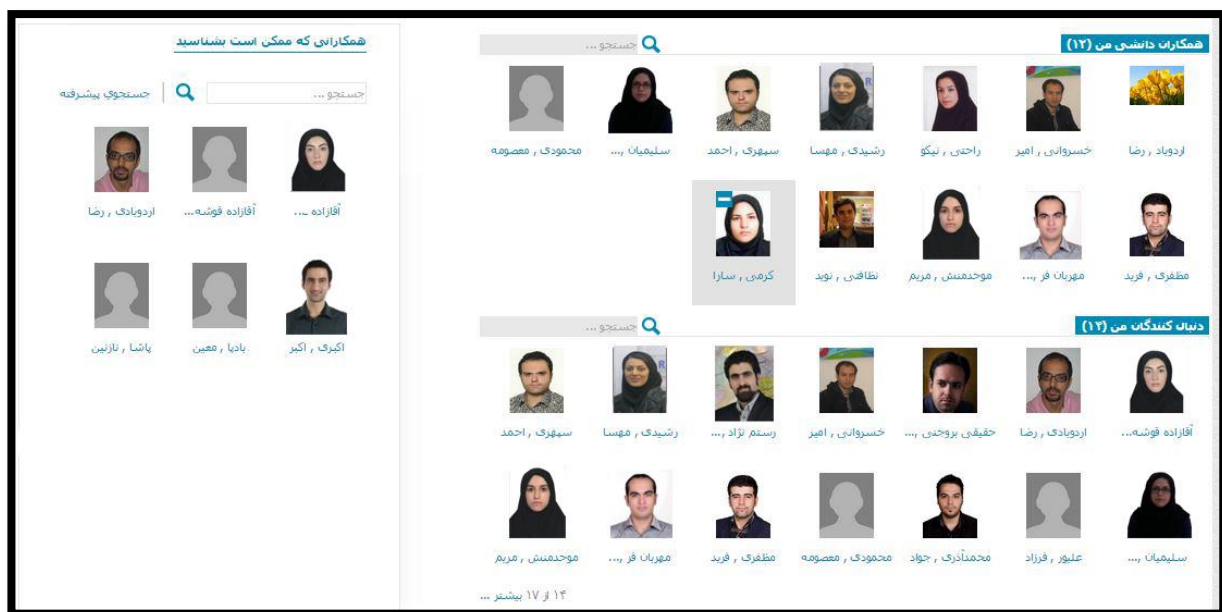 همکاران دانشی من (۱۲)
جستجو ...
اردوباد , رضا
خسروانی , امیر
راحتی , نیکو
رشیدی , مهسا
سپهری , احمد
سلیمیان ,...
محمودی , معصومه
مظفری , فرید
مهربان فر ,...
موحدمنش , مریم
نظافتی , نوید
کرمی , سارا
دنبال کنندگان من (۱۴)
جستجو ...
آقازاده قوشه...
اردوبادی , رضا
حقیقی بروجنی ,...
خسروانی , امیر
رستم نژاد ,...
رشیدی , مهسا
سپهری , احمد
سلیمیان ,...
علیور , فرزاد
محمدآذری , جواد
محمودی , معصومه
مظفری , فرید
مهربان فر ,...
موحدمنش , مریم
۱۴ از ۱۷ بیشتر ...
همکارانی که ممکن است بشناسید
جستجو ...
جستجوي پیشرفته
آقازاده ,...
آقازاده قوشه...
اردوبادی , رضا
اکبری , اکبر
بادپا , معین
پاشا , نازنین